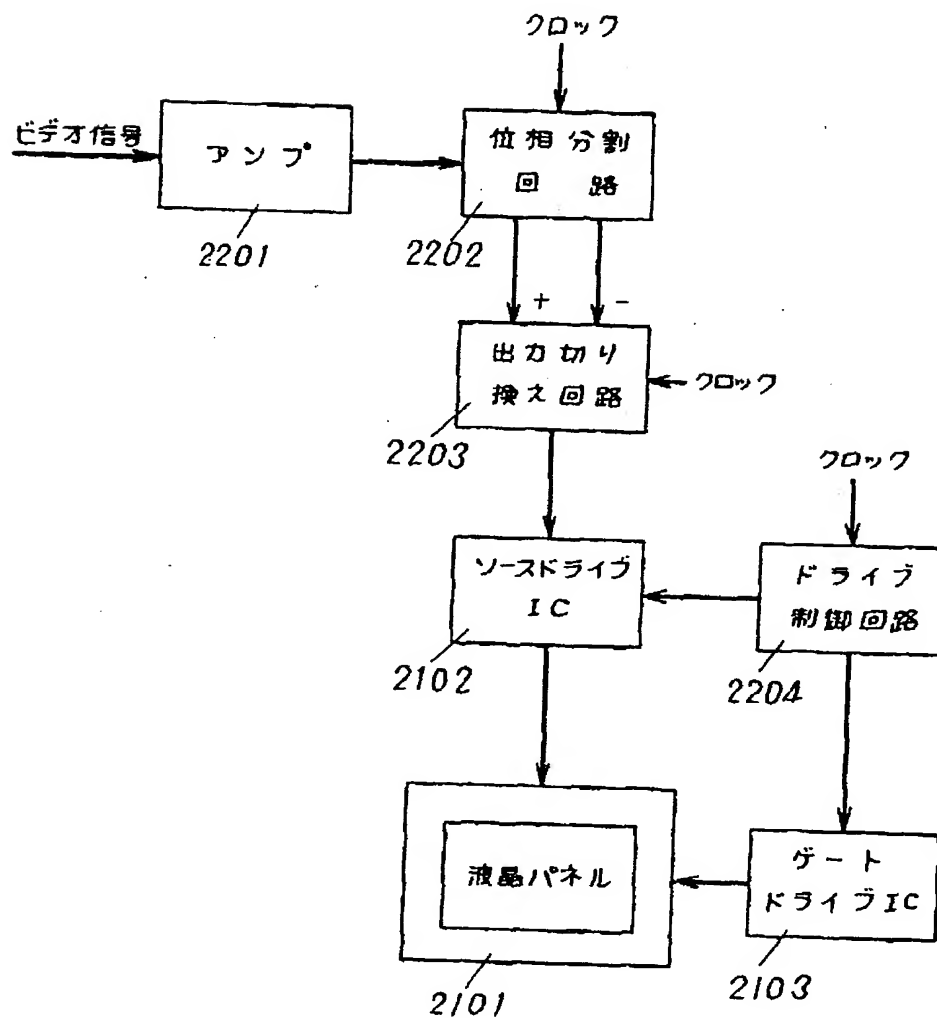 クロック
ビデオ信号
アンプ
位相分割
回路
2201
2202
+
-
出力切り
換え回路
クロック
2203
クロック
ソースドライブ
IC
ドライブ
制御回路
2102
2204
液晶パネル
ゲート
ドライブIC
2101
2103